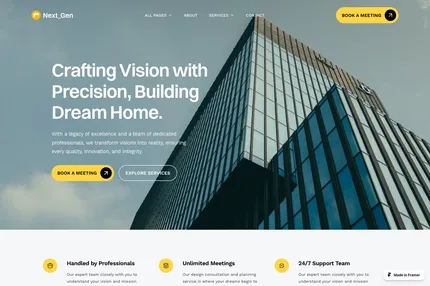 Next_Gen
ALL PAGES
ABOUT
SERVICES
CONTACT
BOOK A MEETING
Crafting Vision with
Precision, Building
Dream Home.
With a legacy of excellence and a team of dedicated
professionals, we transform visions into reality, ensuring
every quality, innovation, and integrity.
BOOK A MEETING
EXPLORE SERVICES
Handled by Professionals
Our expert team closely with you to
understand your vision and mission
Unlimited Meetings
Our design consultation and planning
service is where your dreams begin to
24/7 Support Team
Our expert team closely with you to
understand your vision and mission
Made in Framer